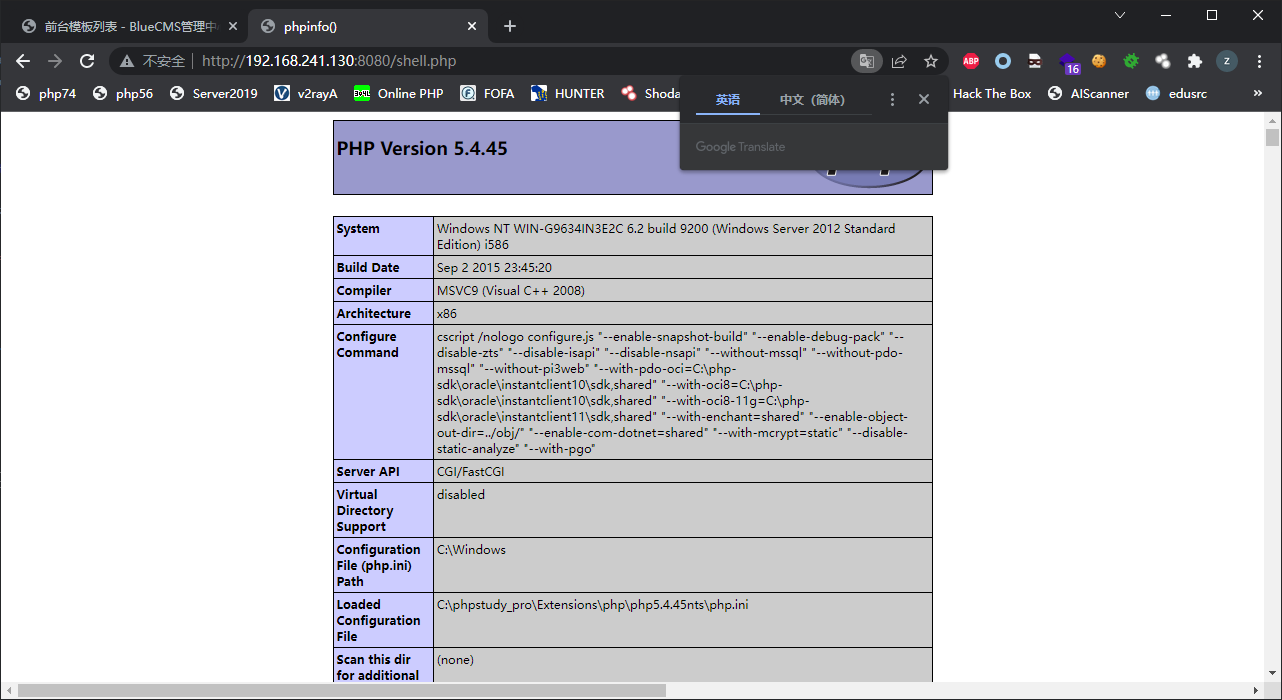 前台模板列表 - BlueCMS管理中
phpinfo()
不安全 http://192.168.241.130:8080/shell.php
ABP
16
z
php74 php56 Server2019 v2rayA Online PHP FOFA HUNTER Shoda Hack The Box AIScanner edusrc »
英语 中文（简体）
Google Translate
PHP Version 5.4.45
System Windows NT WIN-G9634IN3E2C 6.2 build 9200 (Windows Server 2012 Standard
Edition) i586
Build Date Sep 2 2015 23:45:20
Compiler MSVC9 (Visual C++ 2008)
Architecture x86
Configure
Command
cscript /nologo configure.js "--enable-snapshot-build" "--enable-debug-pack" "--
disable-zts" "--disable-isapi" "--disable-nsapi" "--without-mssql" "--without-pdo-
mssql" "--without-pi3web" "--with-pdo-oci=C:\php-
sdk\oracle\instantclient10\sdk,shared" "--with-oci8=C:\php-
sdk\oracle\instantclient10\sdk,shared" "--with-oci8-11g=C:\php-
sdk\oracle\instantclient11\sdk,shared" "--with-enchant=shared" "--enable-object-
out-dir=../obj/" "--enable-com-dotnet=shared" "--with-mcrypt=static" "--disable-
static-analyze" "--with-pgo"
Server API CGI/FastCGI
Virtual
Directory
Support
disabled
Configuration
File (php.ini)
Path
C:\Windows
Loaded
Configuration
File
C:\phpstudy_pro\Extensions\php\php5.4.45nts\php.ini
Scan this dir
for additional
(none)